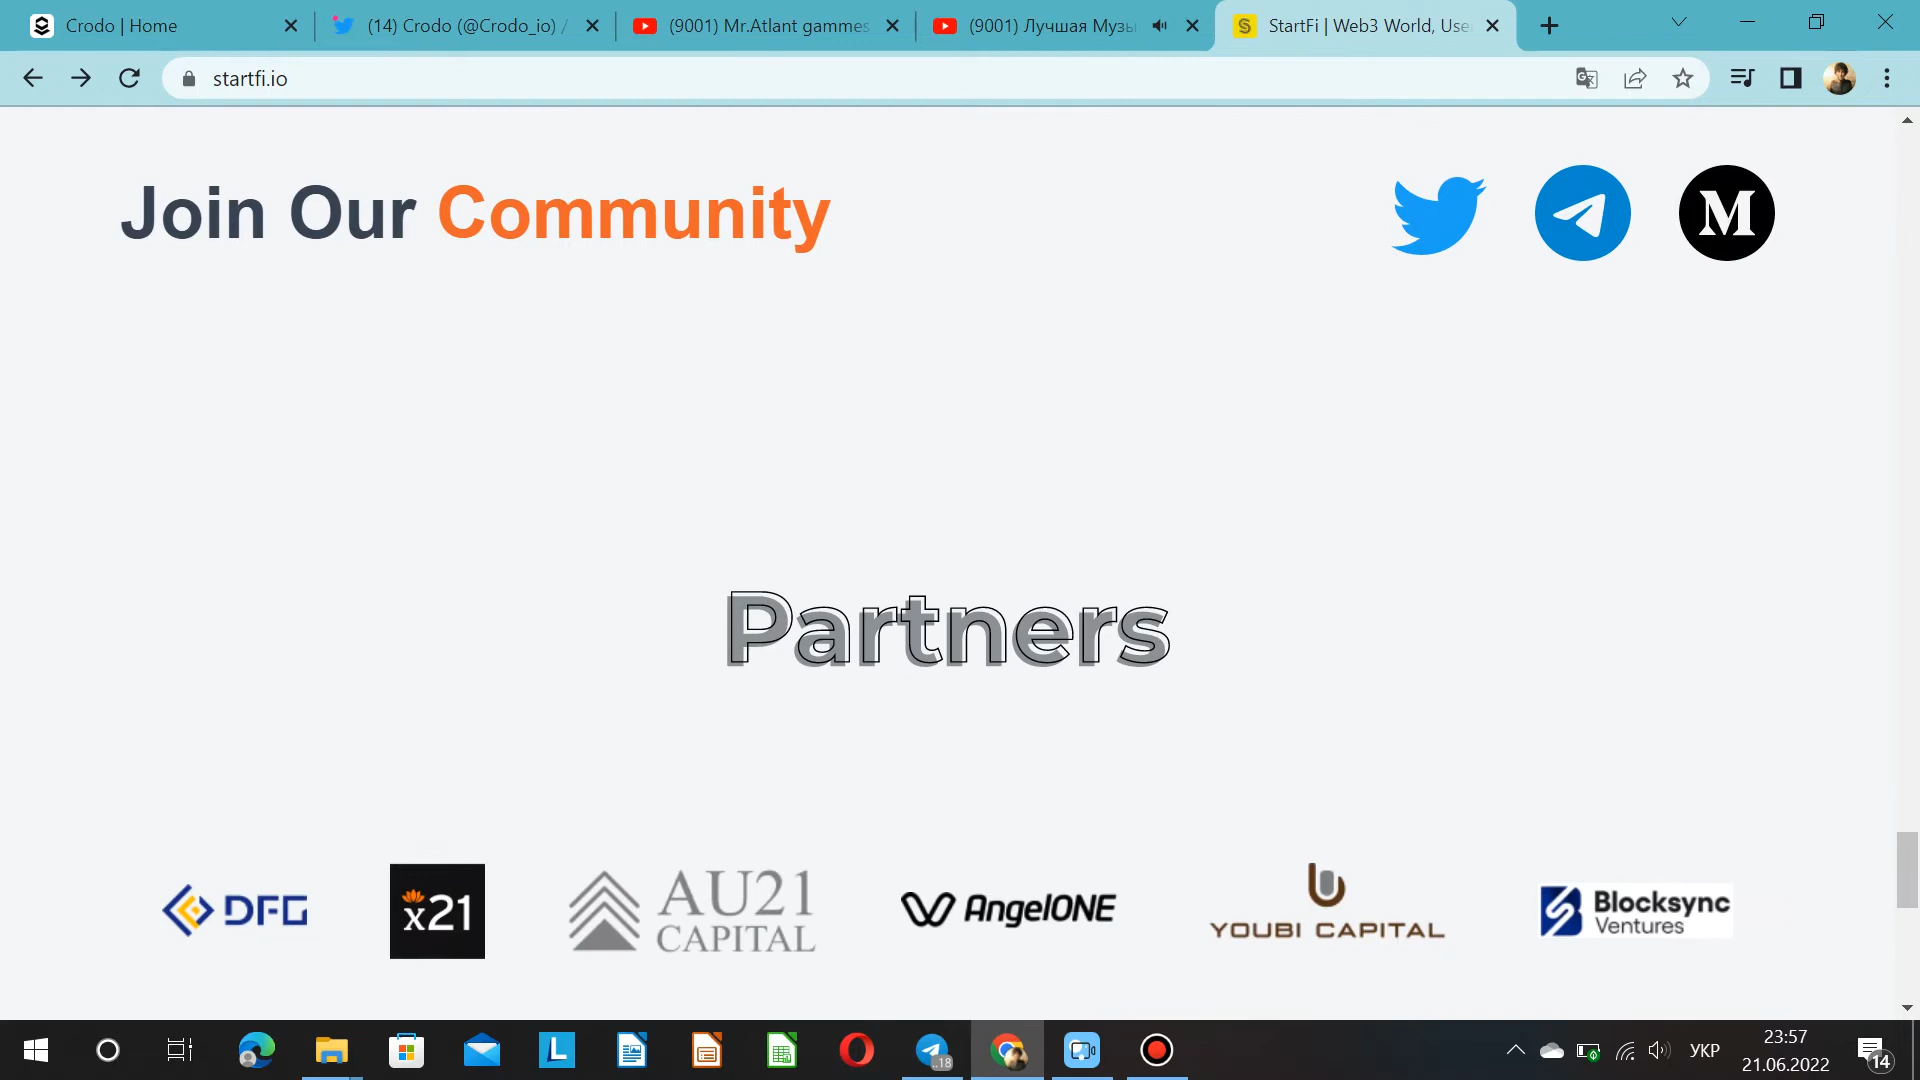 Crodo | Home
(14) Crodo (@Crodo_io) /
(9001) Mr.Atlant gammes
(9001) Лучшая Музы
StartFi | Web3 World, Use
startfi.io
Join Our Community
M
Partners
DFG
x21
AU21
CAPITAL
AngelONE
YOUBI CAPITAL
Blocksync
Ventures
L
..18
УКР
23:57
21.06.2022
14